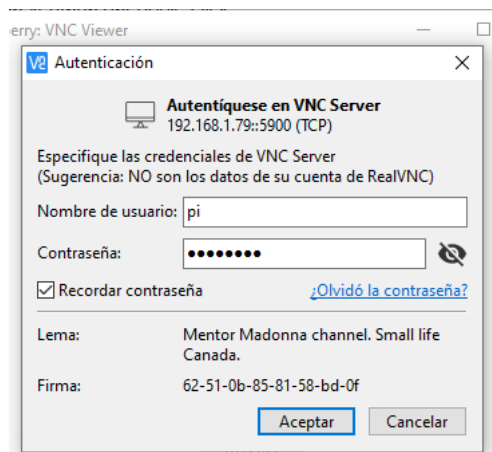 erry: VNC Viewer
VS Autenticación
Autentíquese en VNC Server
192.168.1.79::5900 (TCP)
Especifique las credenciales de VNC Server
(Sugerencia: NO son los datos de su cuenta de RealVNC)
Nombre de usuario: pi
Contraseña: ••••••••
Recordar contraseña ¿Olvidó la contraseña?
Lema: Mentor Madonna channel. Small life
Canada.
Firma: 62-51-0b-85-81-58-bd-0f
Aceptar Cancelar